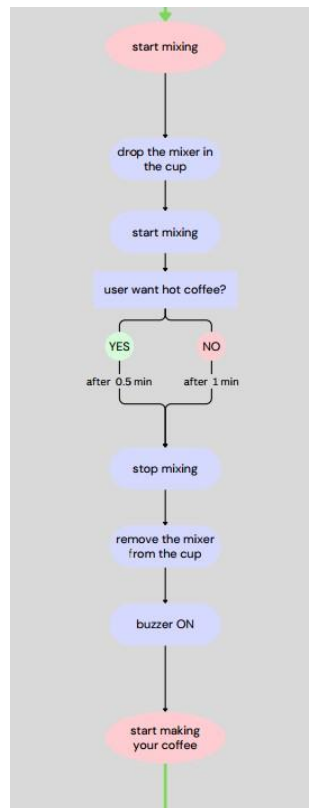 start mixing
drop the mixer in
the cup
start mixing
user want hot coffee?
YES
NO
after 0.5 min
after 1 min
stop mixing
remove the mixer
from the cup
buzzer ON
start making
your coffee